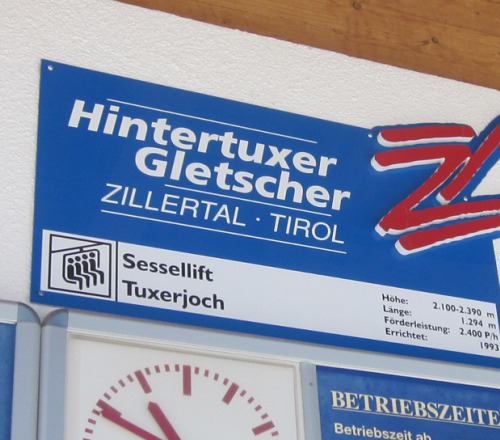 Hintertuxer
Gletscher
ZILLERTAL · TIROL
Sessellift
Tuxerjoch
Höhe: 2.100-2.390 m
Länge: 1.294 m
Förderleistung: 2.400 P/h
Errichtet: 1993
BETRIEBSZEITE
Betriebszeit ab